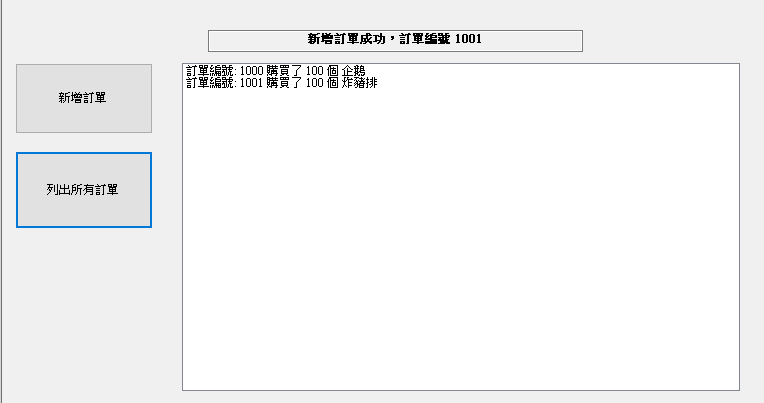 新增訂單成功，訂單編號 1001
新增訂單
訂單編號: 1000 購買了 100 個 企鵝
訂單編號: 1001 購買了 100 個 炸豬排
列出所有訂單